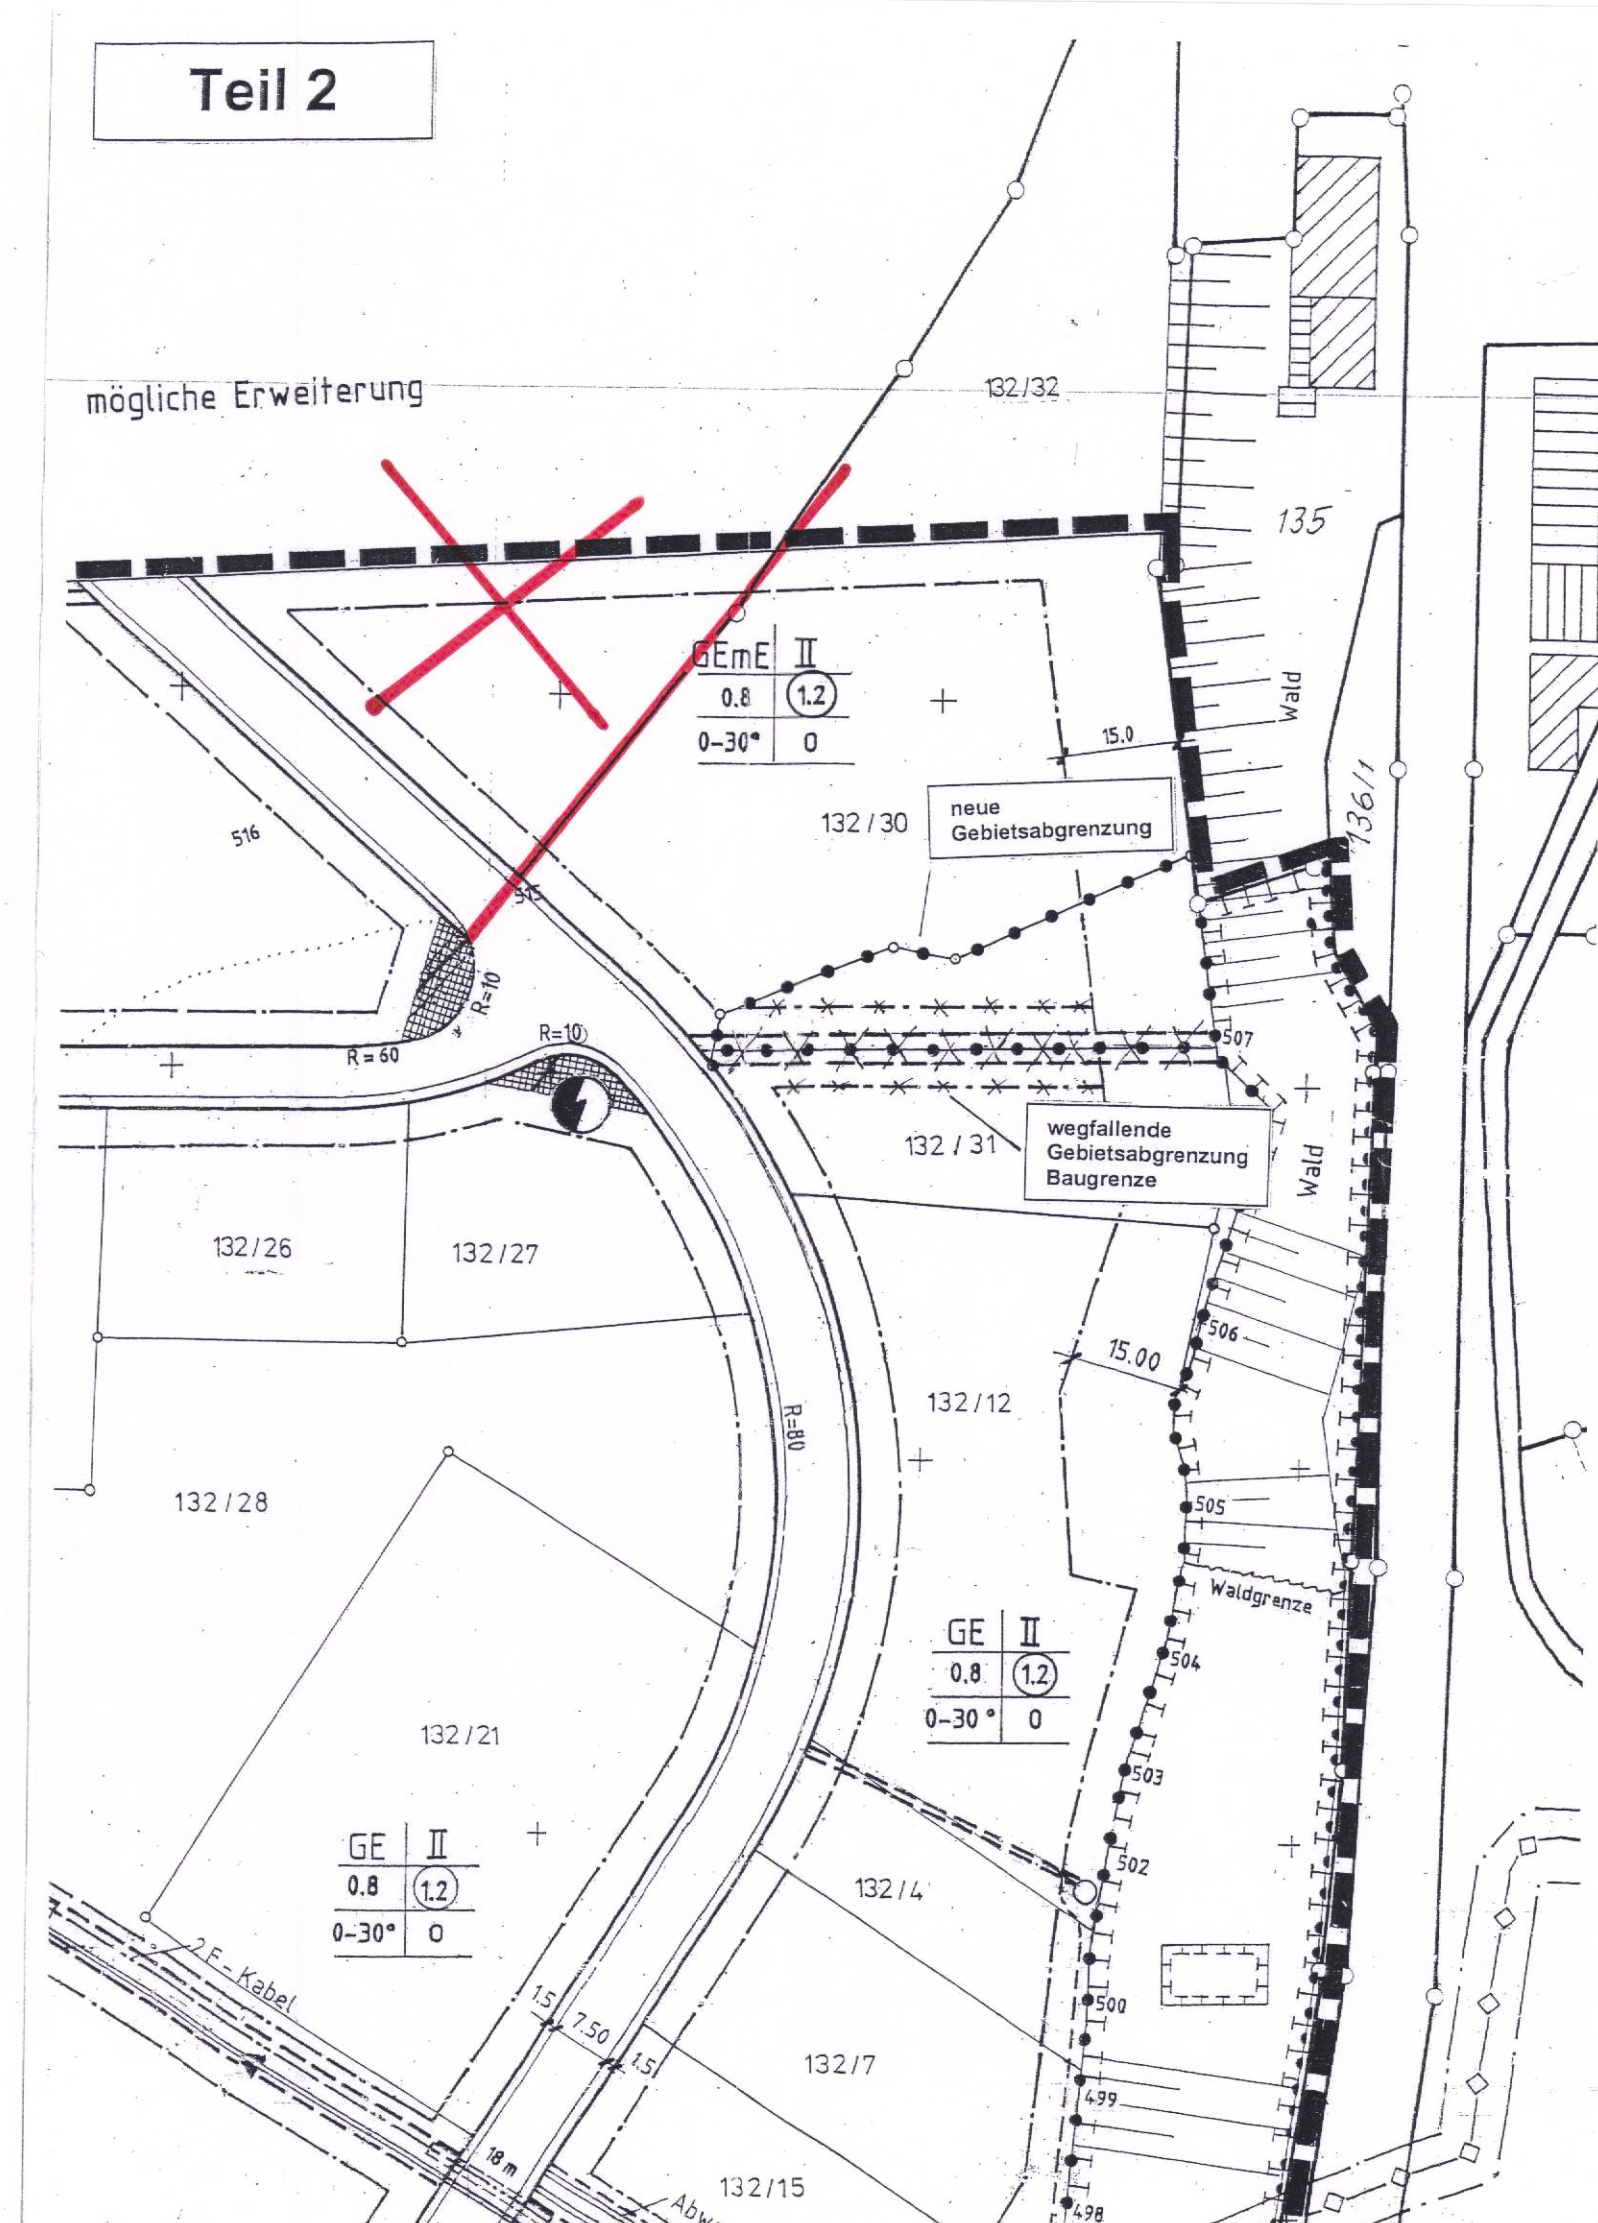 Teil 2
mögliche Erweiterung
132/32
135
GEmE II
0.8 1.2
0-30° 0
Wald
15.0
136/1
516
132/30
neue
Gebietsabgrenzung
515
R=10
R=60
R=10
507
132/31
wegfallende
Gebietsabgrenzung
Baugrenze
Wald
132/26
132/27
506
15.00
132/12
R=80
132/28
505
Waldgrenze
GE II
0.8 1.2
0-30° 0
504
132/21
503
GE II
0.8 1.2
0-30° 0
502
132/4
2F-Kabel
1.5
7.50
1.5
500
132/7
499
18m
132/15
498